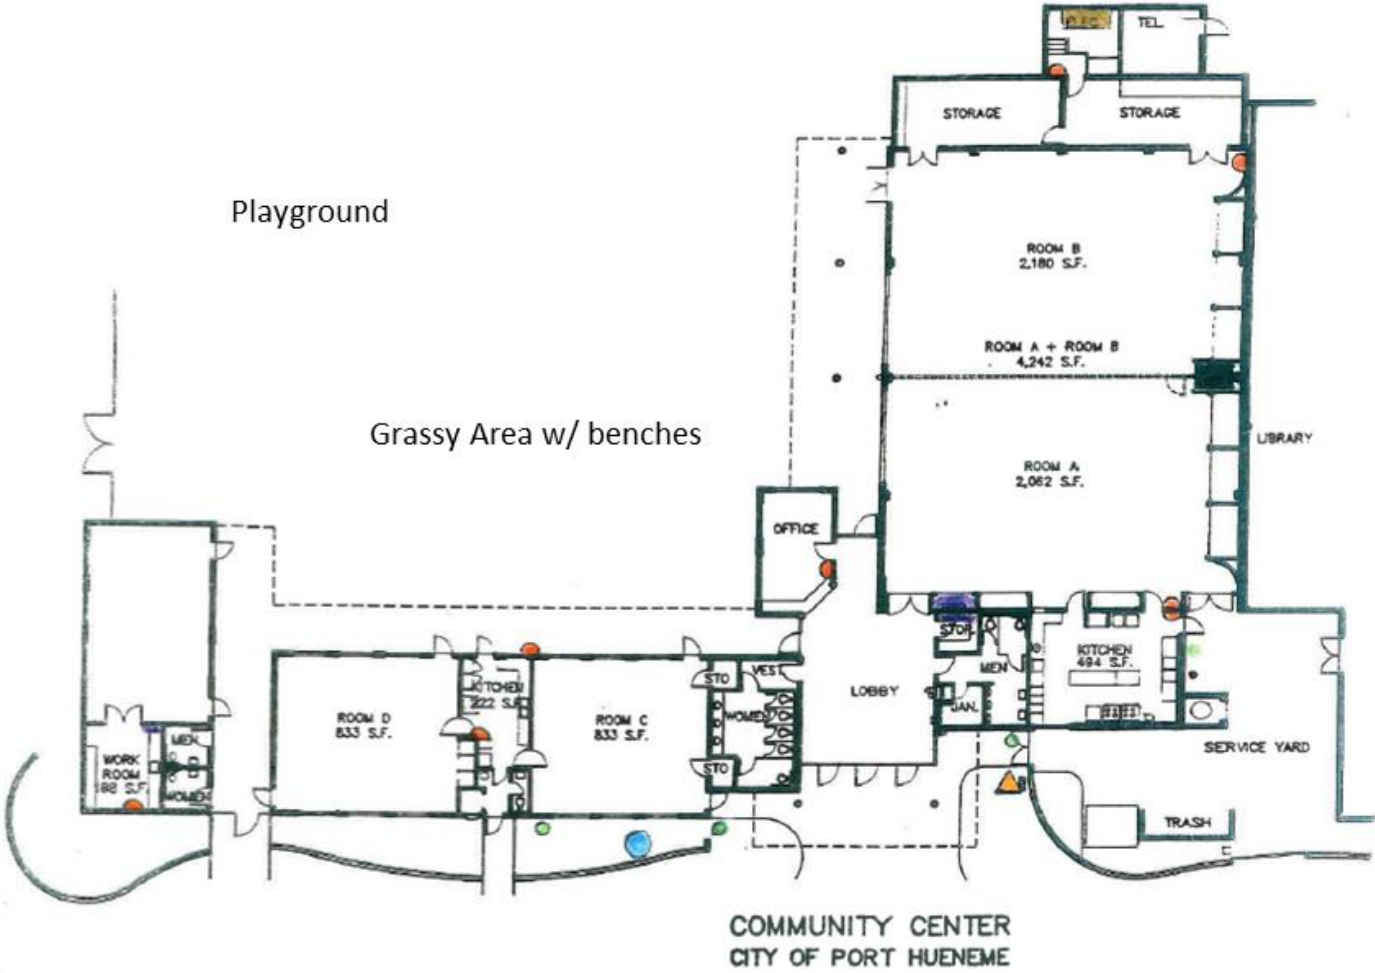 ELEC
TEL
STORAGE
STORAGE
Playground
ROOM B
2,180 S.F.
ROOM A + ROOM B
4,242 S.F.
Grassy Area w/ benches
LIBRARY
ROOM A
2,062 S.F.
OFFICE
STOR.
KITCHEN
494 S.F.
MEN
VEST
STO
KITCHEN
222 S.F.
LOBBY
JAN.
WOMEN
ROOM D
833 S.F.
ROOM C
833 S.F.
MEN
STO
WORK
ROOM
188 S.F.
WOMEN
SERVICE YARD
TRASH
COMMUNITY CENTER
CITY OF PORT HUENEME